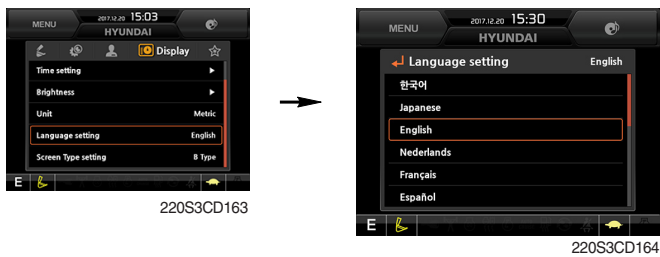 MENU
2017.12.20 15:03
HYUNDAI
Display
Time setting
Brightness
Unit Metric
Language setting English
Screen Type setting B Type
E
220S3CD163
MENU
2017.12.20 15:30
HYUNDAI
Language setting English
한국어
Japanese
English
Nederlands
Français
Español
E
220S3CD164